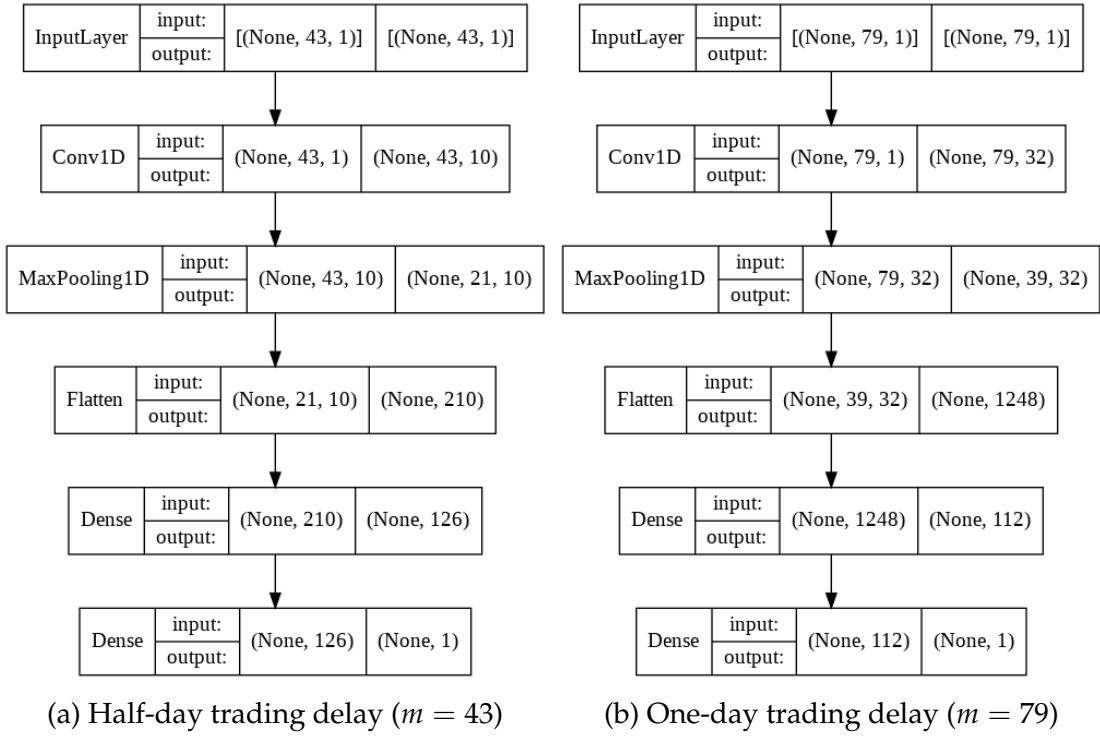 InputLayer
input:
output:
[(None, 43, 1)]
[(None, 43, 1)]
Conv1D
input:
output:
(None, 43, 1)
(None, 43, 10)
MaxPooling1D
input:
output:
(None, 43, 10)
(None, 21, 10)
Flatten
input:
output:
(None, 21, 10)
(None, 210)
Dense
input:
output:
(None, 210)
(None, 126)
Dense
input:
output:
(None, 126)
(None, 1)
(a) Half-day trading delay (m = 43)
InputLayer
input:
output:
[(None, 79, 1)]
[(None, 79, 1)]
Conv1D
input:
output:
(None, 79, 1)
(None, 79, 32)
MaxPooling1D
input:
output:
(None, 79, 32)
(None, 39, 32)
Flatten
input:
output:
(None, 39, 32)
(None, 1248)
Dense
input:
output:
(None, 1248)
(None, 112)
Dense
input:
output:
(None, 112)
(None, 1)
(b) One-day trading delay (m = 79)